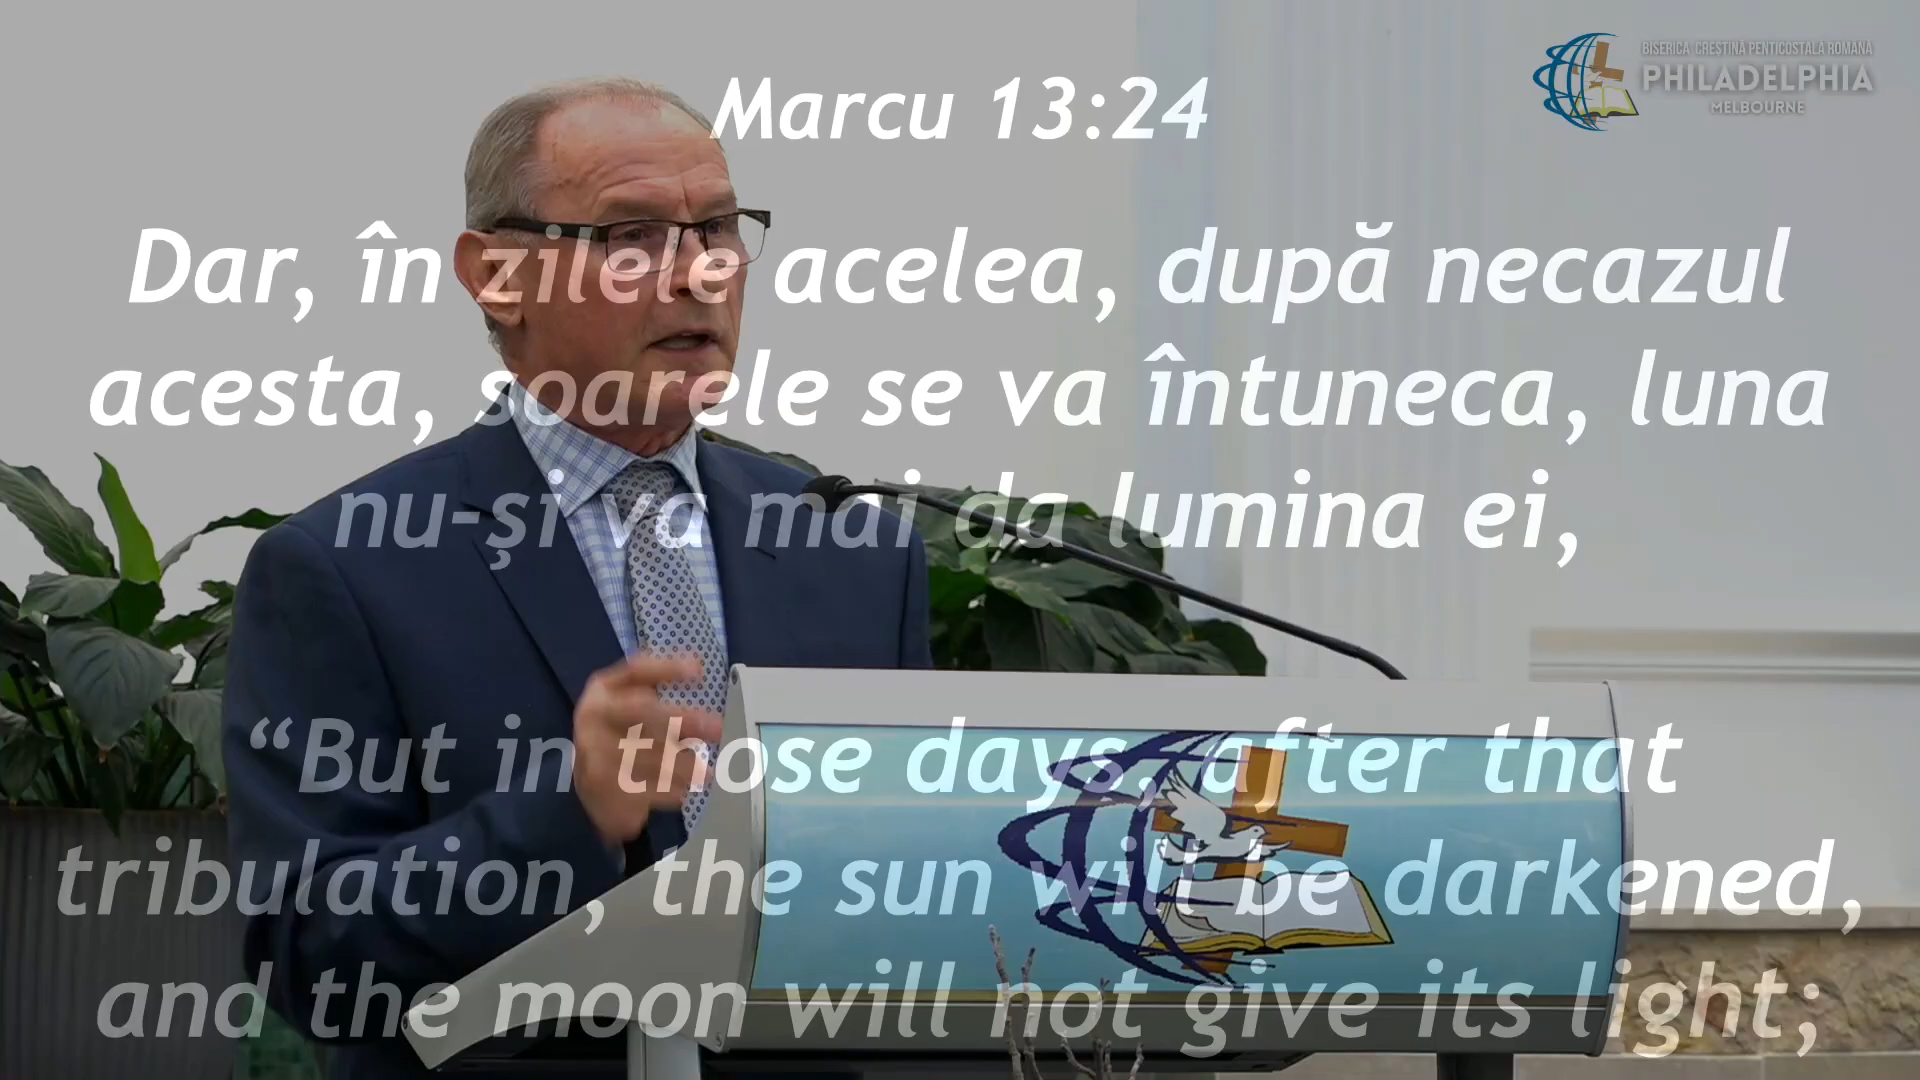 BISERICA CREȘTINĂ PENTICOSTALĂ ROMÂNĂ
PHILADELPHIA
MELBOURNE
Marcu 13:24
Dar, în zilele acelea, după necazul
acesta, soarele se va întuneca, luna
nu-și va mai da lumina ei,
“But in those days, after that
tribulation, the sun will be darkened,
and the moon will not give its light;